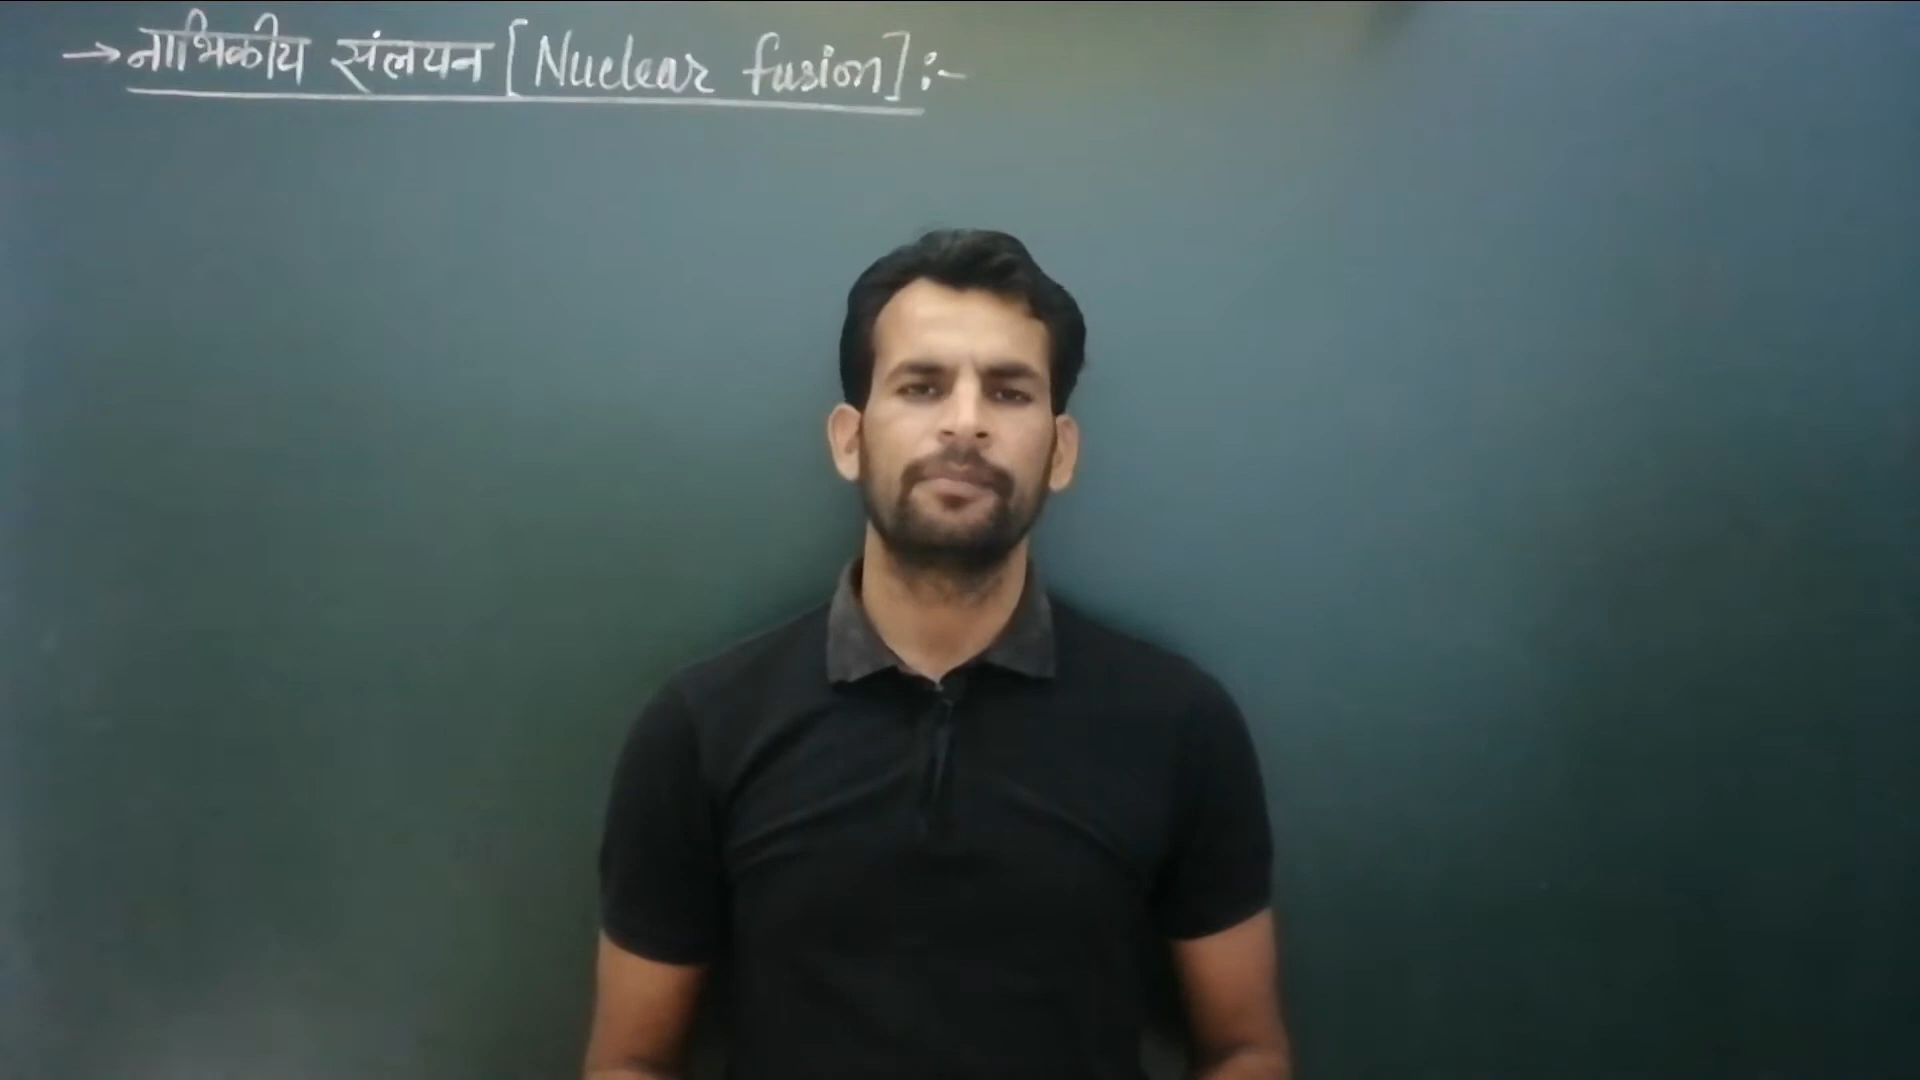 → नाभिकीय संलयन [Nuclear fusion] :-